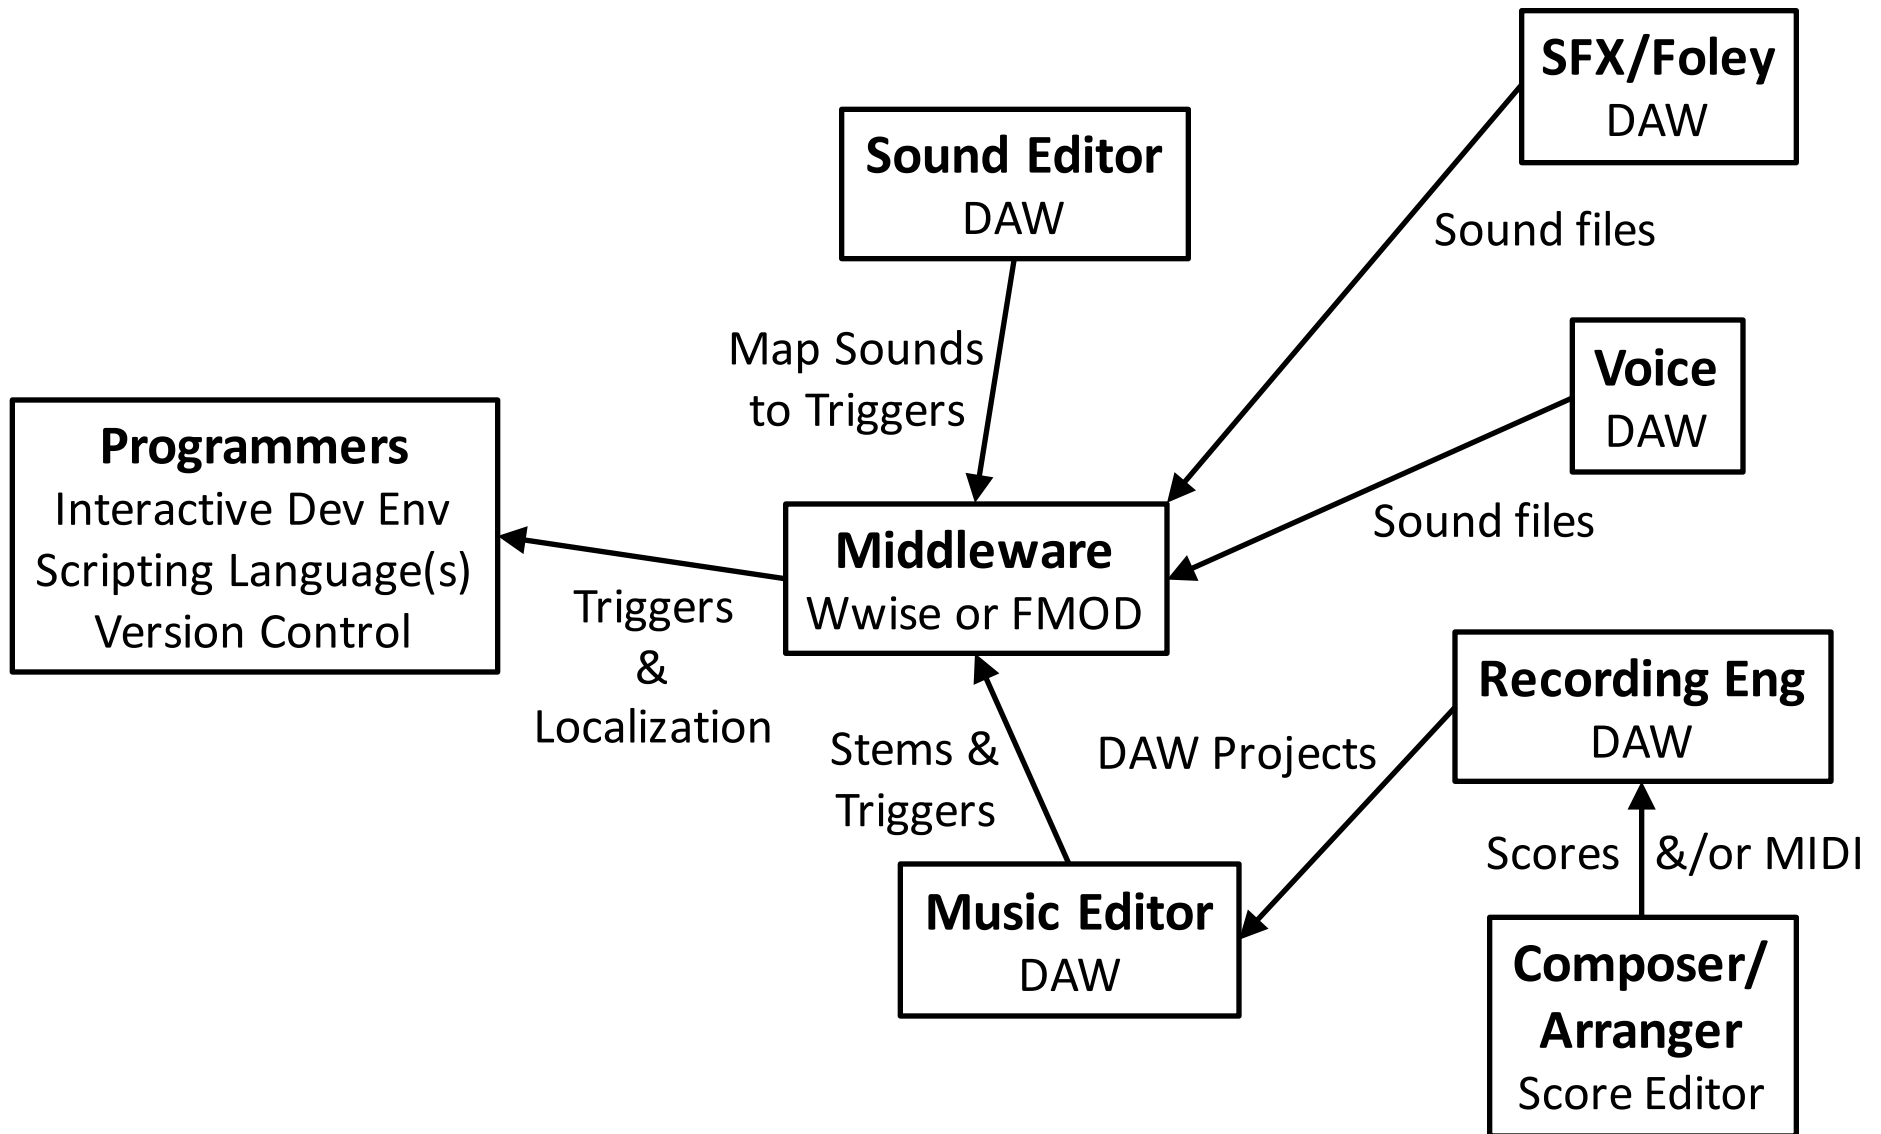 SFX/Foley
DAW
Sound Editor
DAW
Sound files
Map Sounds
to Triggers
Voice
DAW
Programmers
Interactive Dev Env
Scripting Language(s)
Version Control
Sound files
Middleware
Wwise or FMOD
Triggers
&
Localization
Recording Eng
DAW
Stems &
Triggers
DAW Projects
Scores &/or MIDI
Music Editor
DAW
Composer/
Arranger
Score Editor